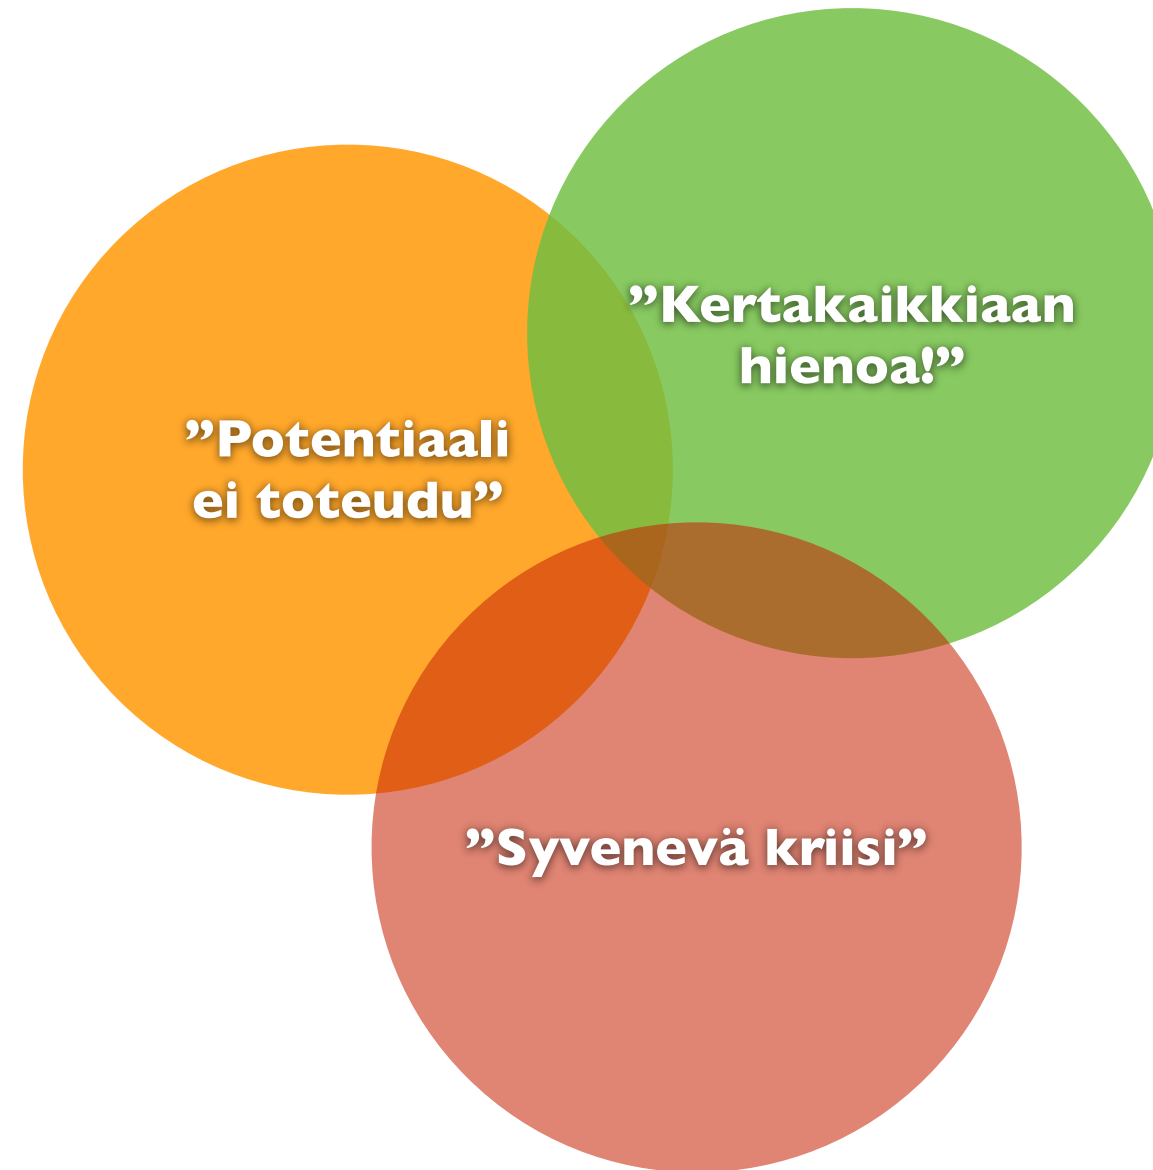 ”Kertakaikkiaan
hienoa!”
”Potentiaali
ei toteudu”
”Syvenevä kriisi”